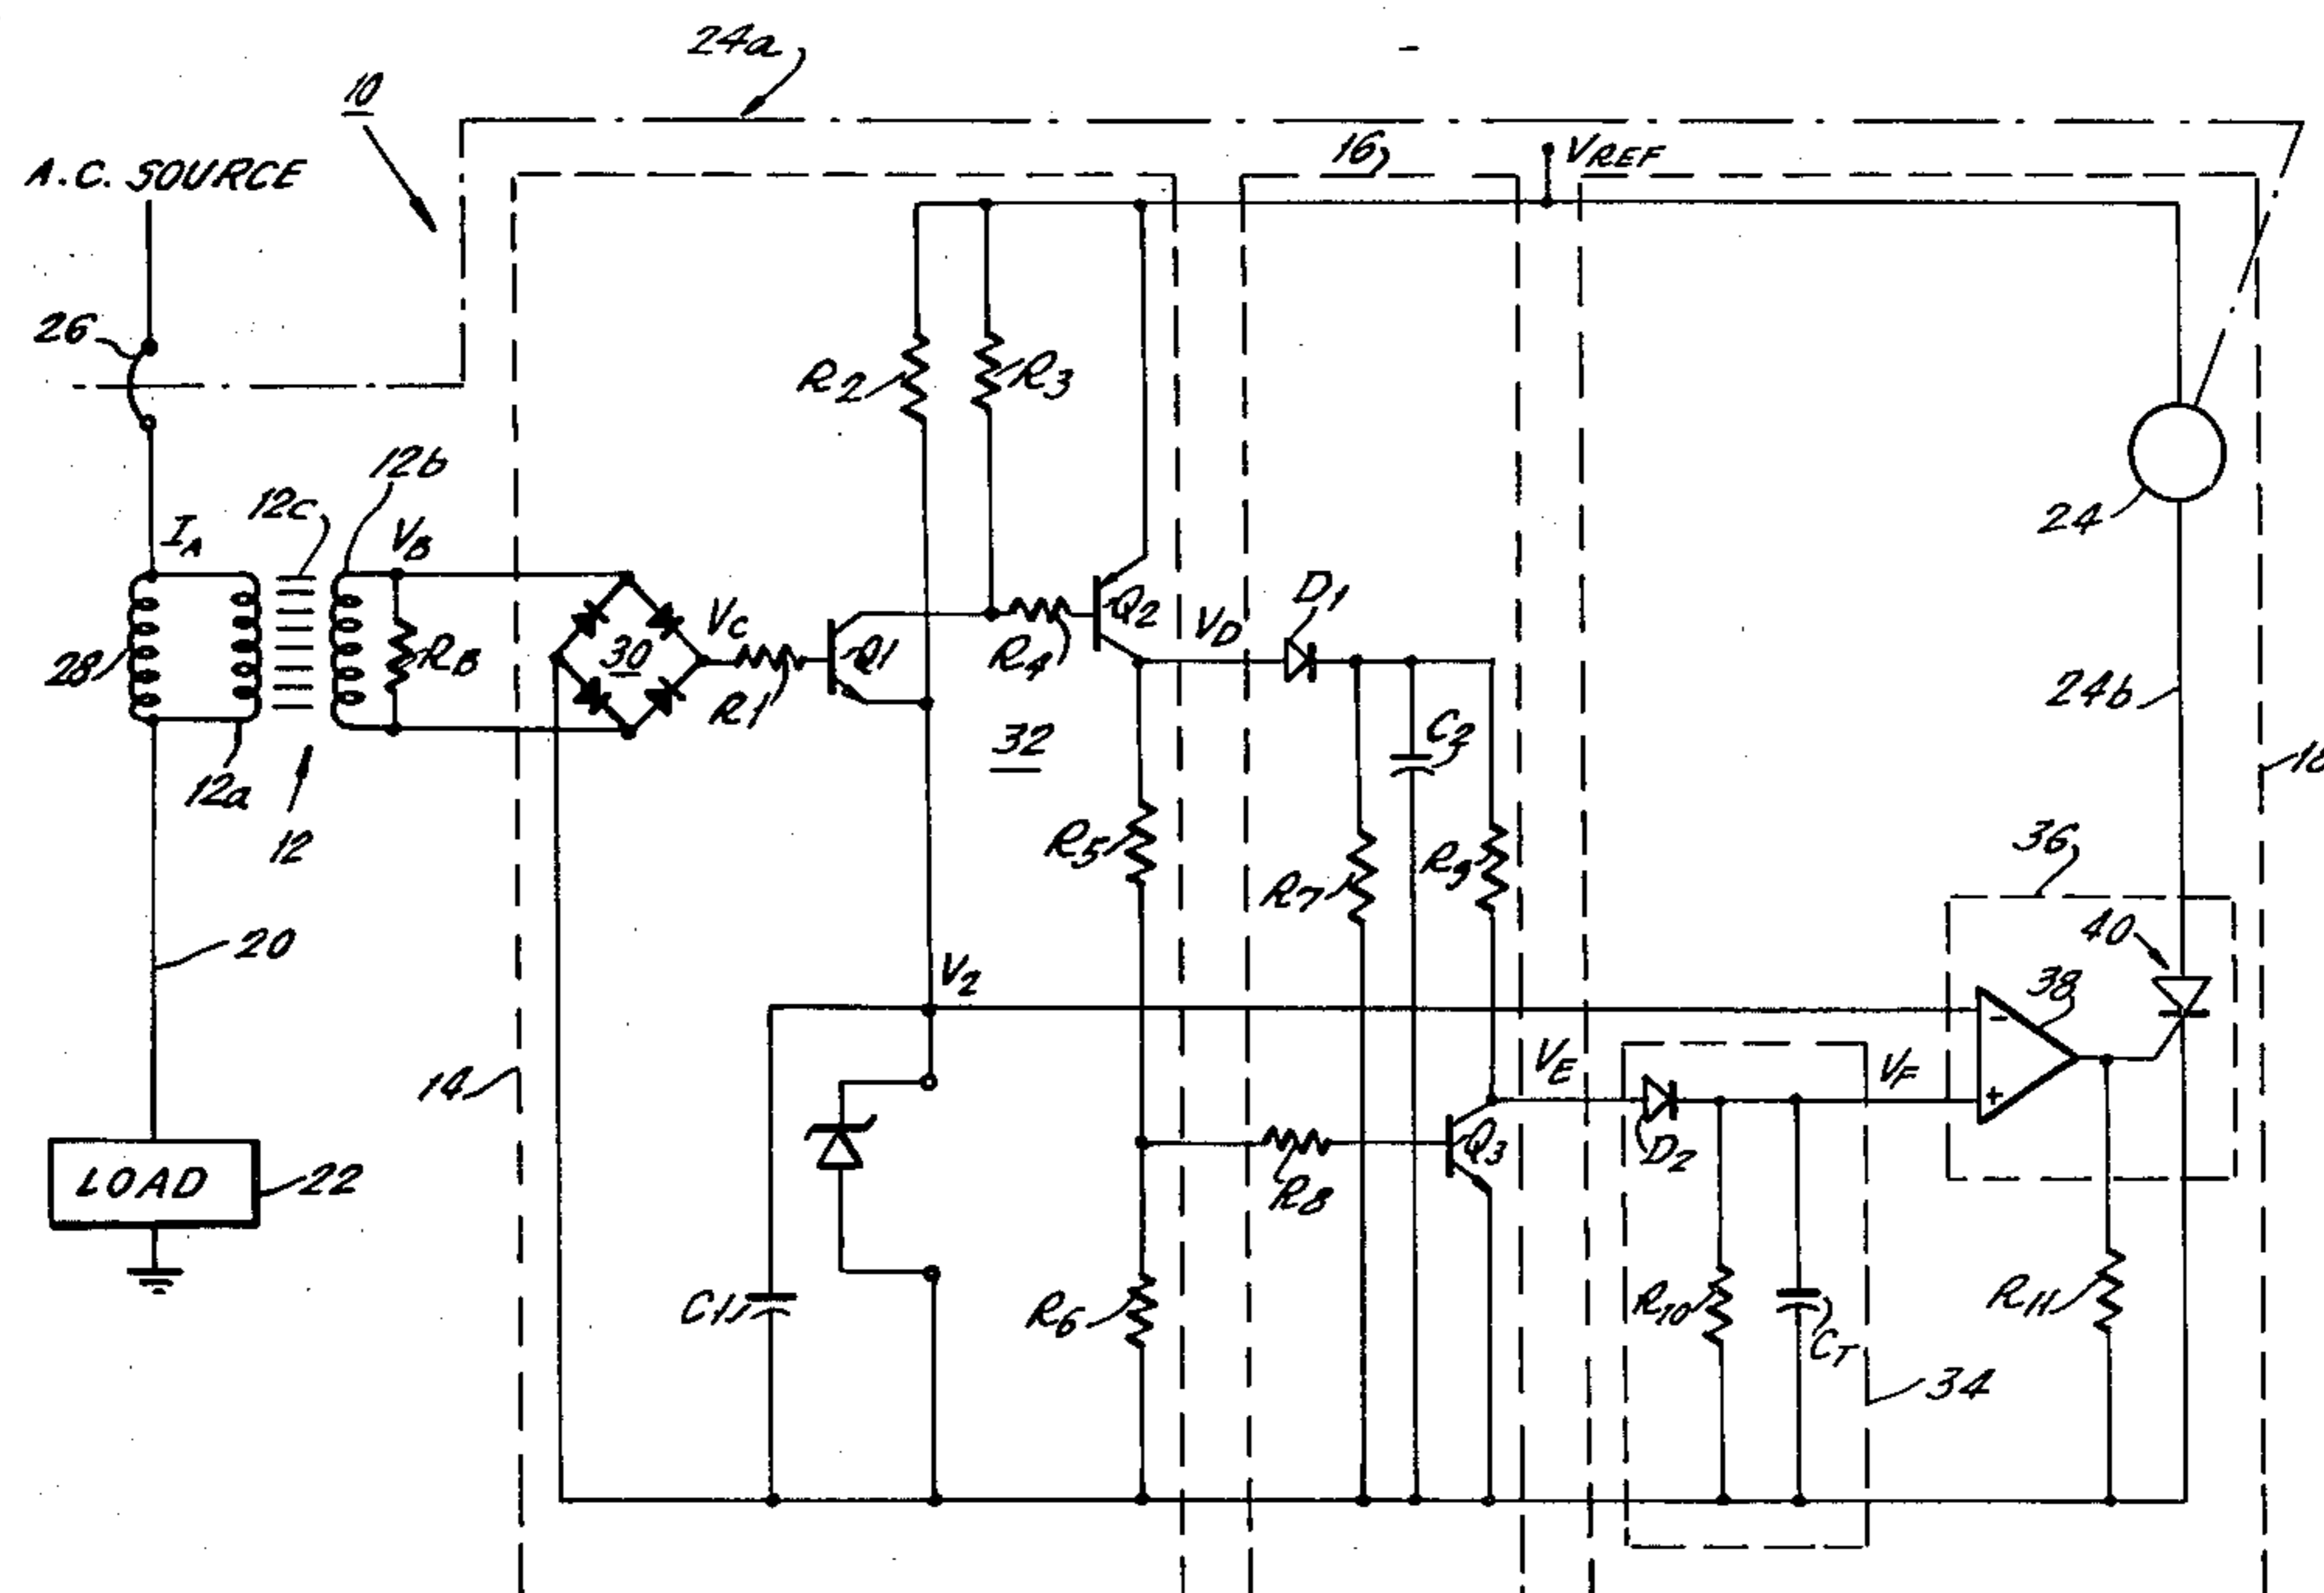 24a
10
16
VREF
A.C. SOURCE
26
R2
R3
12b
12c
IA
VB
24
VC
Q1
Q2
VD
D1
28
RB
30
R1
R4
24b
32
C2
12a
12
R5
R7
R9
36
20
40
V2
38
-
14
VE
VF
+
LOAD
22
Q3
D2
R8
C1
R6
R10
CT
R11
34